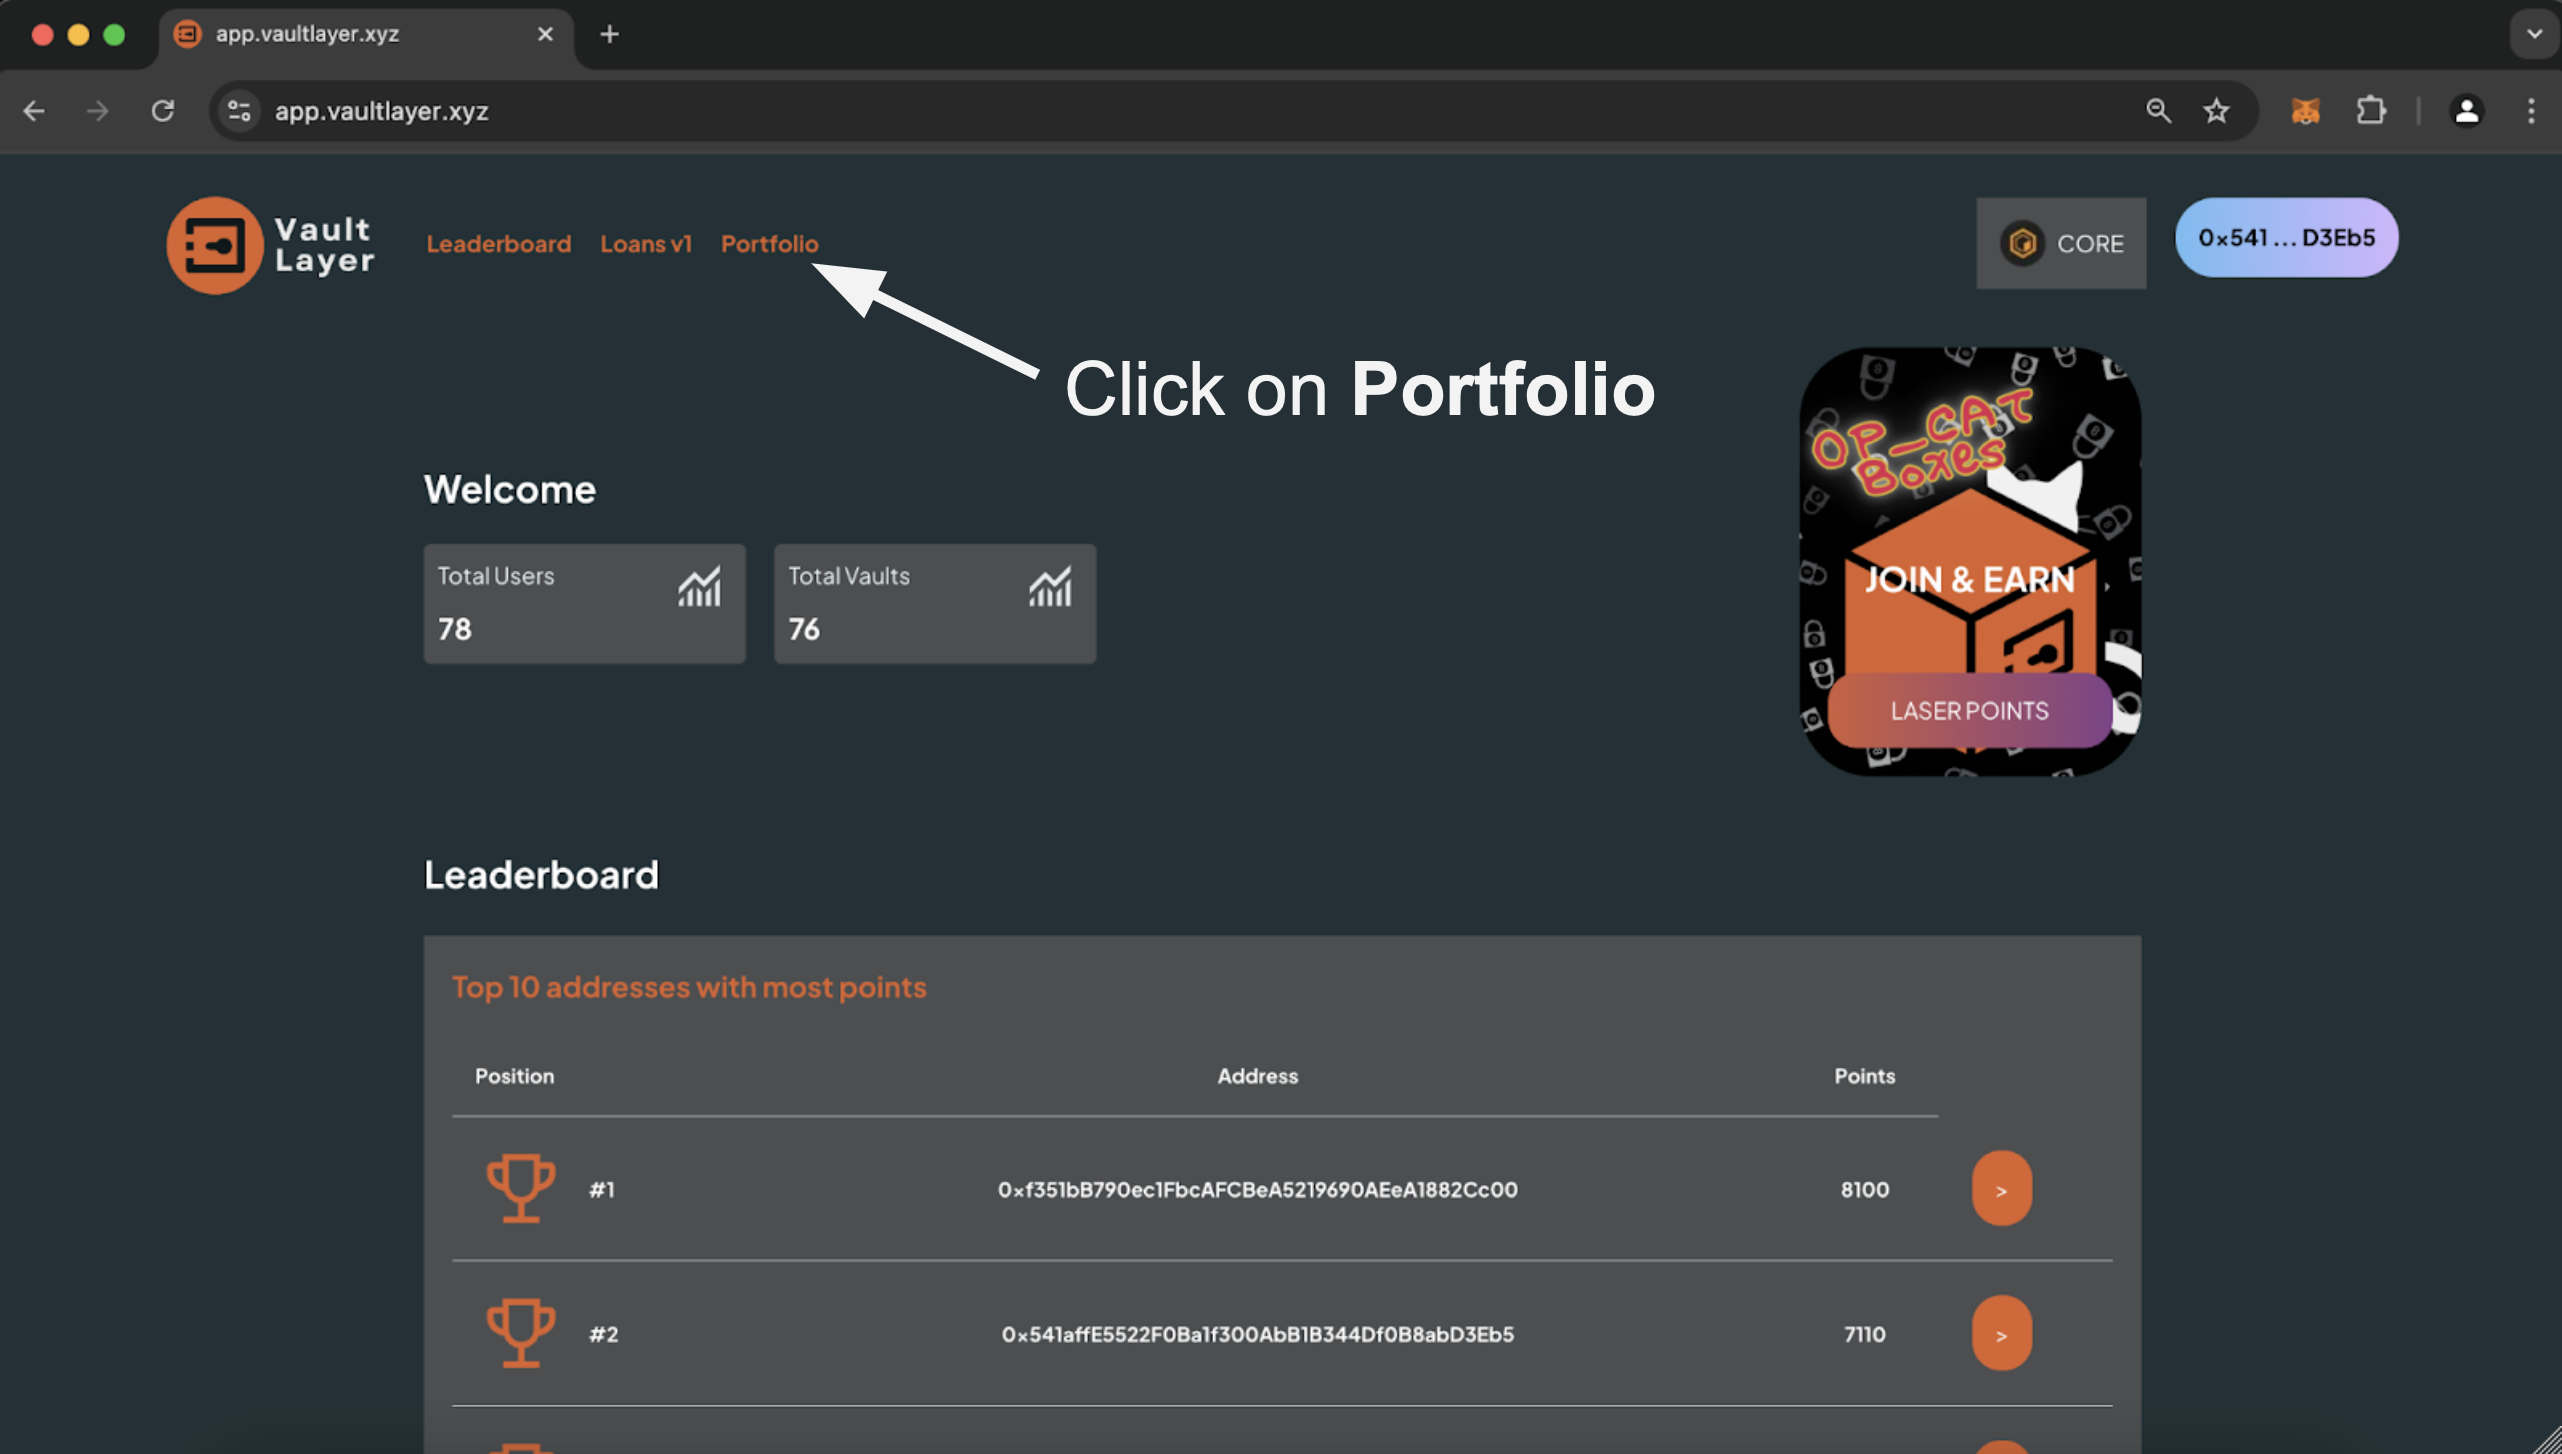 app.vaultlayer.xyz
app.vaultlayer.xyz
Vault
Layer
Leaderboard Loans v1 Portfolio
CORE
0x541 ... D3Eb5
Click on Portfolio
OP_CAT
Boxes
JOIN & EARN
LASER POINTS
Welcome
Total Users
78
Total Vaults
76
Leaderboard
Top 10 addresses with most points
Position Address Points
#1 0xf351bB790ec1FbcAFCBeA5219690AEeA1882Cc00 8100 >
#2 0x541affE5522F0Ba1f300AbB1B344Df0B8abD3Eb5 7110 >